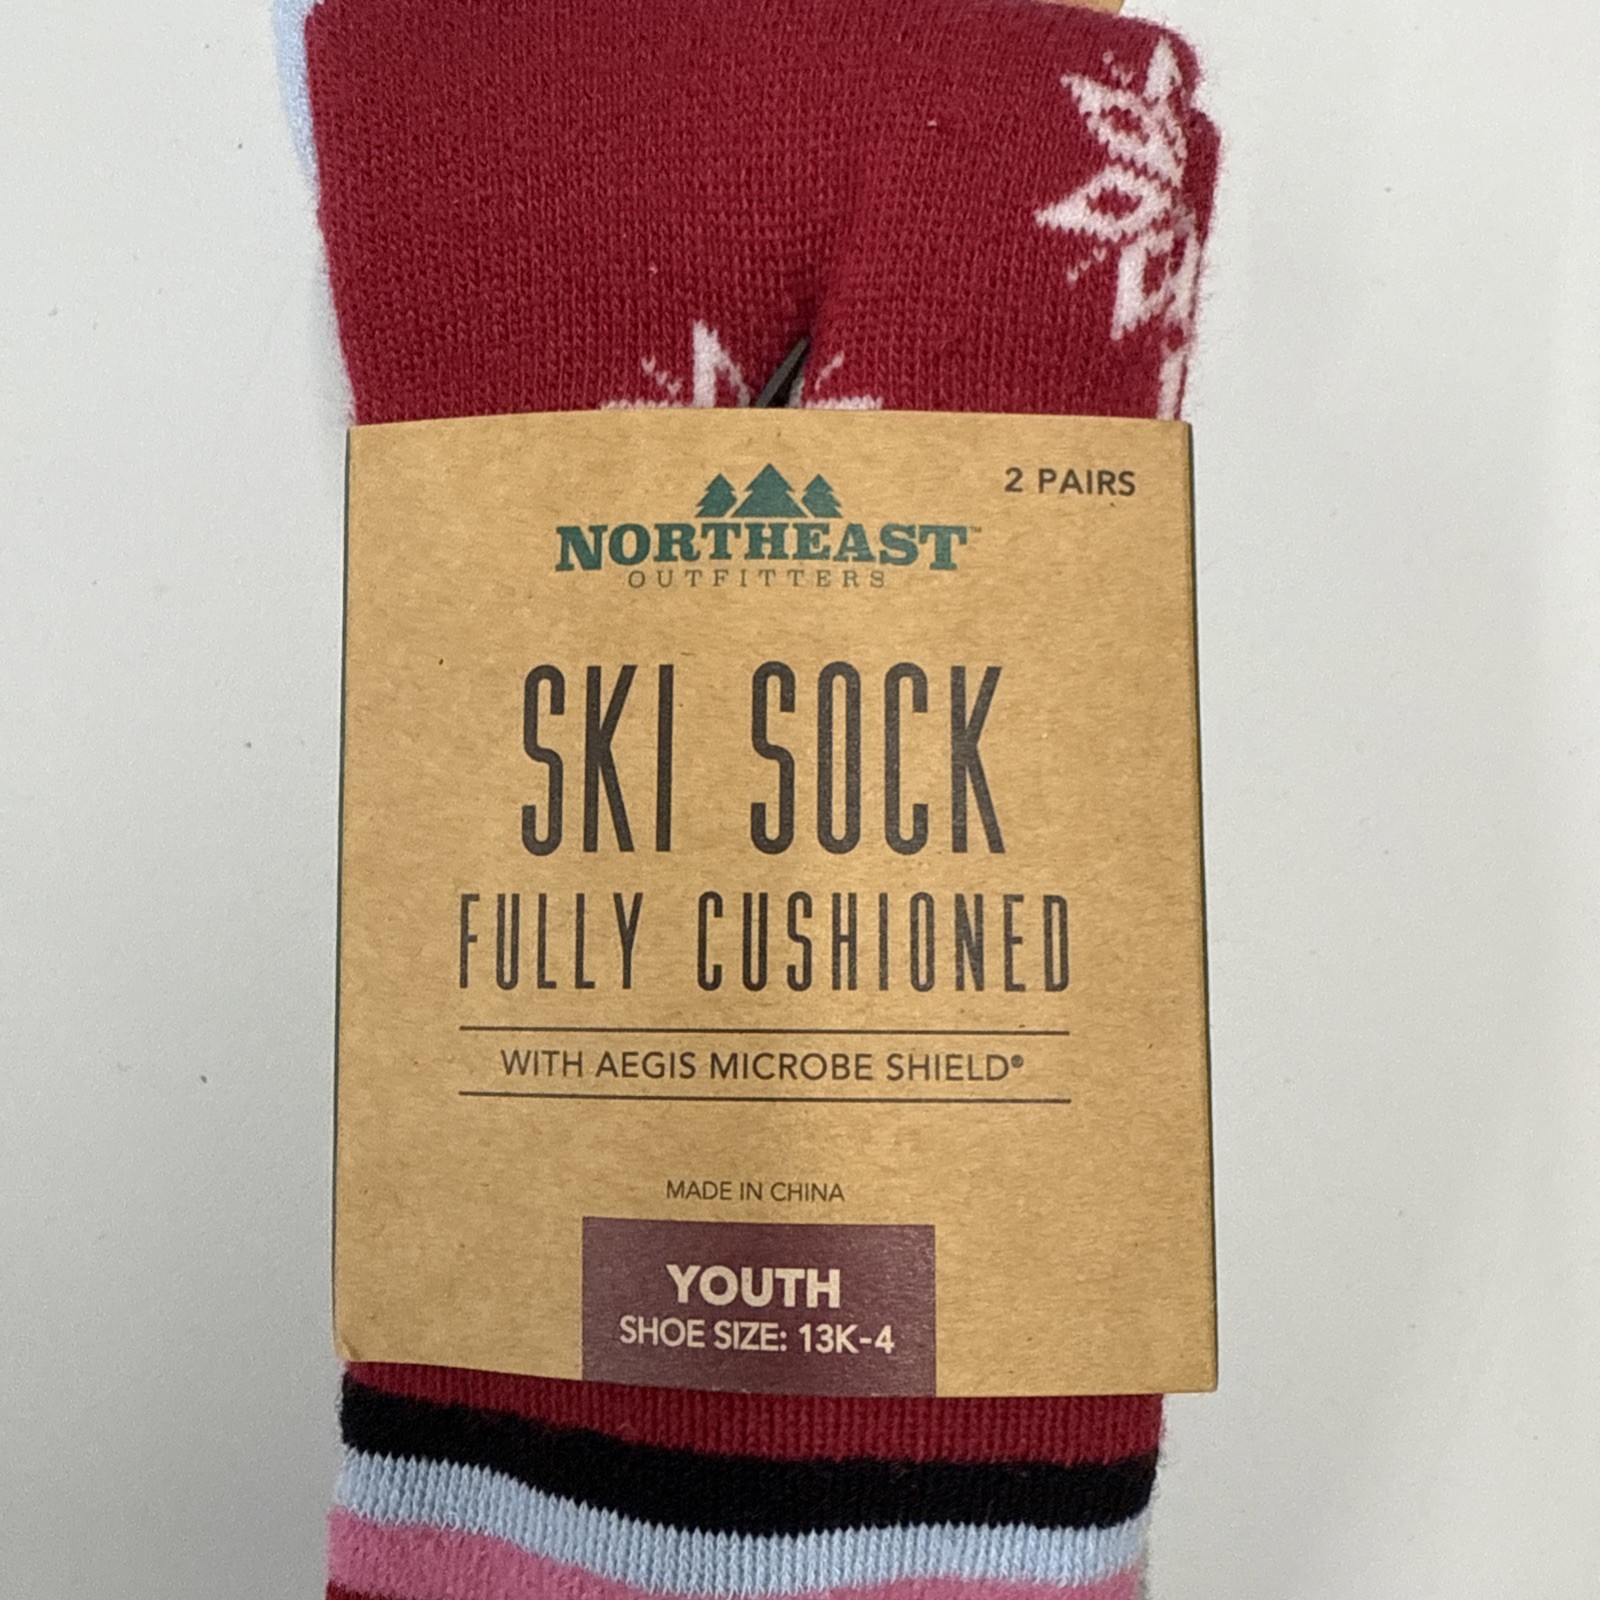 2 PAIRS
NORTHEAST™
OUTFITTERS
SKI SOCK
FULLY CUSHIONED
WITH AEGIS MICROBE SHIELD®
MADE IN CHINA
YOUTH
SHOE SIZE: 13K-4